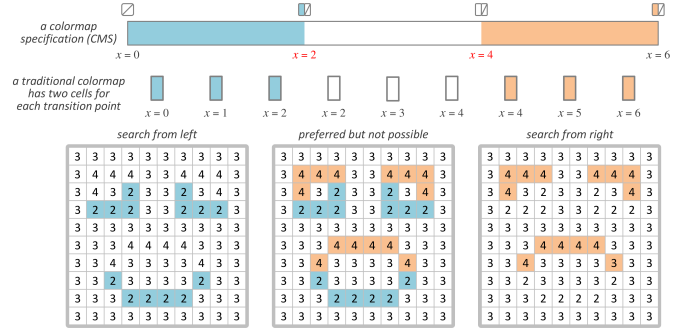 a colormap
specification (CMS)
x = 0
x = 2
x = 4
x = 6
a traditional colormap
has two cells for
each transition point
x = 0
x = 1
x = 2
x = 2
x = 3
x = 4
x = 4
x = 5
x = 6
search from left
3 3 3 3 3 3 3 3 3 3
3 4 4 4 3 3 4 4 4 3
3 4 3 2 3 3 2 3 4 3
3 2 2 2 3 3 2 2 2 3
3 3 3 3 3 3 3 3 3 3
3 3 3 4 4 4 4 3 3 3
3 3 4 3 3 3 3 4 3 3
3 3 2 3 3 3 3 2 3 3
3 3 3 2 2 2 2 3 3 3
3 3 3 3 3 3 3 3 3 3
preferred but not possible
3 3 3 3 3 3 3 3 3 3
3 4 4 4 3 3 4 4 4 3
3 4 3 2 3 3 2 3 4 3
3 2 2 2 3 3 2 2 2 3
3 3 3 3 3 3 3 3 3 3
3 3 3 4 4 4 4 3 3 3
3 3 4 3 3 3 3 4 3 3
3 3 2 3 3 3 3 2 3 3
3 3 3 2 2 2 2 3 3 3
3 3 3 3 3 3 3 3 3 3
search from right
3 3 3 3 3 3 3 3 3 3
3 4 4 4 3 3 4 4 4 3
3 4 3 2 3 3 2 3 4 3
3 2 2 2 3 3 2 2 2 3
3 3 3 3 3 3 3 3 3 3
3 3 3 4 4 4 4 3 3 3
3 3 4 3 3 3 3 3 3 3
3 3 2 3 3 3 3 2 3 3
3 3 3 2 2 2 2 3 3 3
3 3 3 3 3 3 3 3 3 3